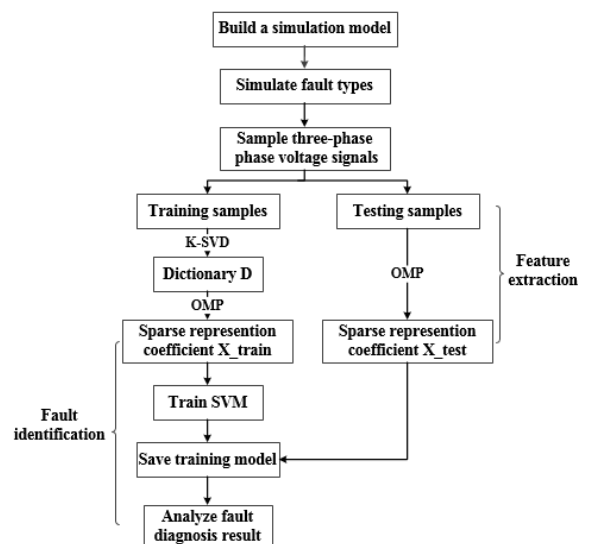 Build a simulation model
Simulate fault types
Sample three-phase
phase voltage signals
Training samples
Testing samples
K-SVD
Dictionary D
OMP
OMP
Feature
extraction
Sparse represention
coefficient X_train
Sparse represention
coefficient X_test
Train SVM
Fault
identification
Save training model
Analyze fault
diagnosis result